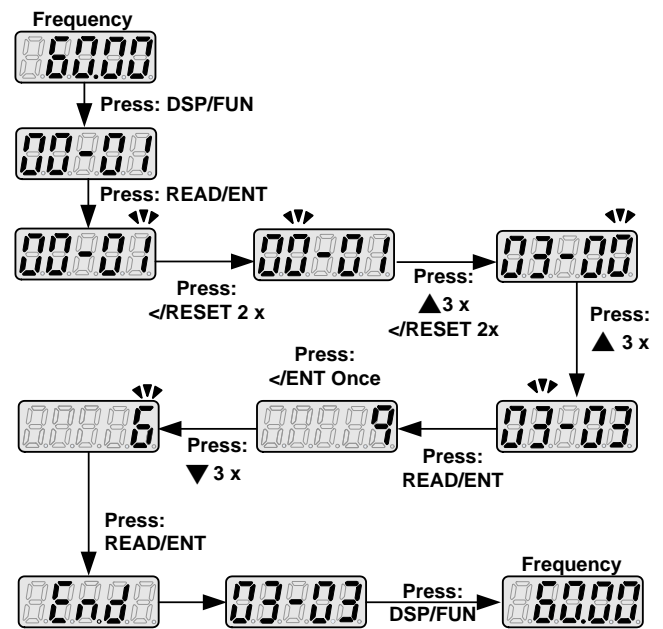 Frequency
60.00
Press: DSP/FUN
00-01
Press: READ/ENT
00-01
Press:
</RESET 2 x
00-01
Press:
▲3 x
</RESET 2x
03-00
Press:
▲ 3 x
03-03
Press:
READ/ENT
Press:
</ENT Once
9
Press:
▼ 3 x
6
Press:
READ/ENT
End
03-03
Press:
DSP/FUN
Frequency
60.00